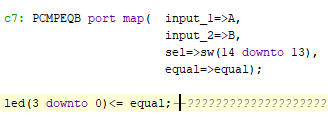 c7: PCMPEQB port map( input_1=>A,
input_2=>B,
sel=>sw(14 downto 13),
equal=>equal);
led(3 downto 0)<= equal;--????????????????????